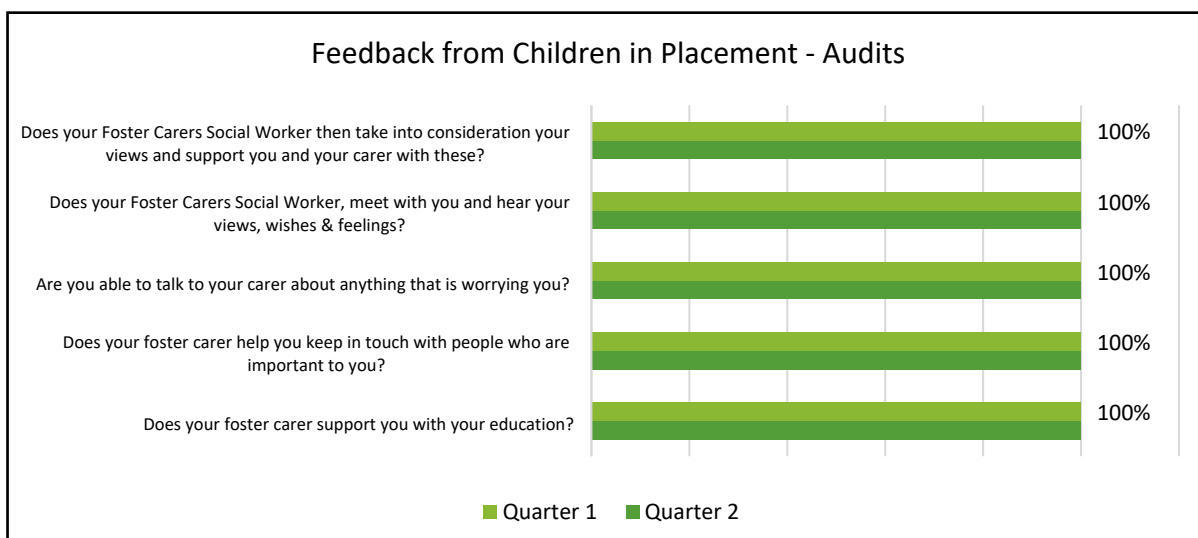 Feedback from Children in Placement - Audits
Does your Foster Carers Social Worker then take into consideration your
views and support you and your carer with these?
100%
Does your Foster Carers Social Worker, meet with you and hear your
views, wishes & feelings?
100%
Are you able to talk to your carer about anything that is worrying you?
100%
Does your foster carer help you keep in touch with people who are
important to you?
100%
Does your foster carer support you with your education?
100%
Quarter 1
Quarter 2